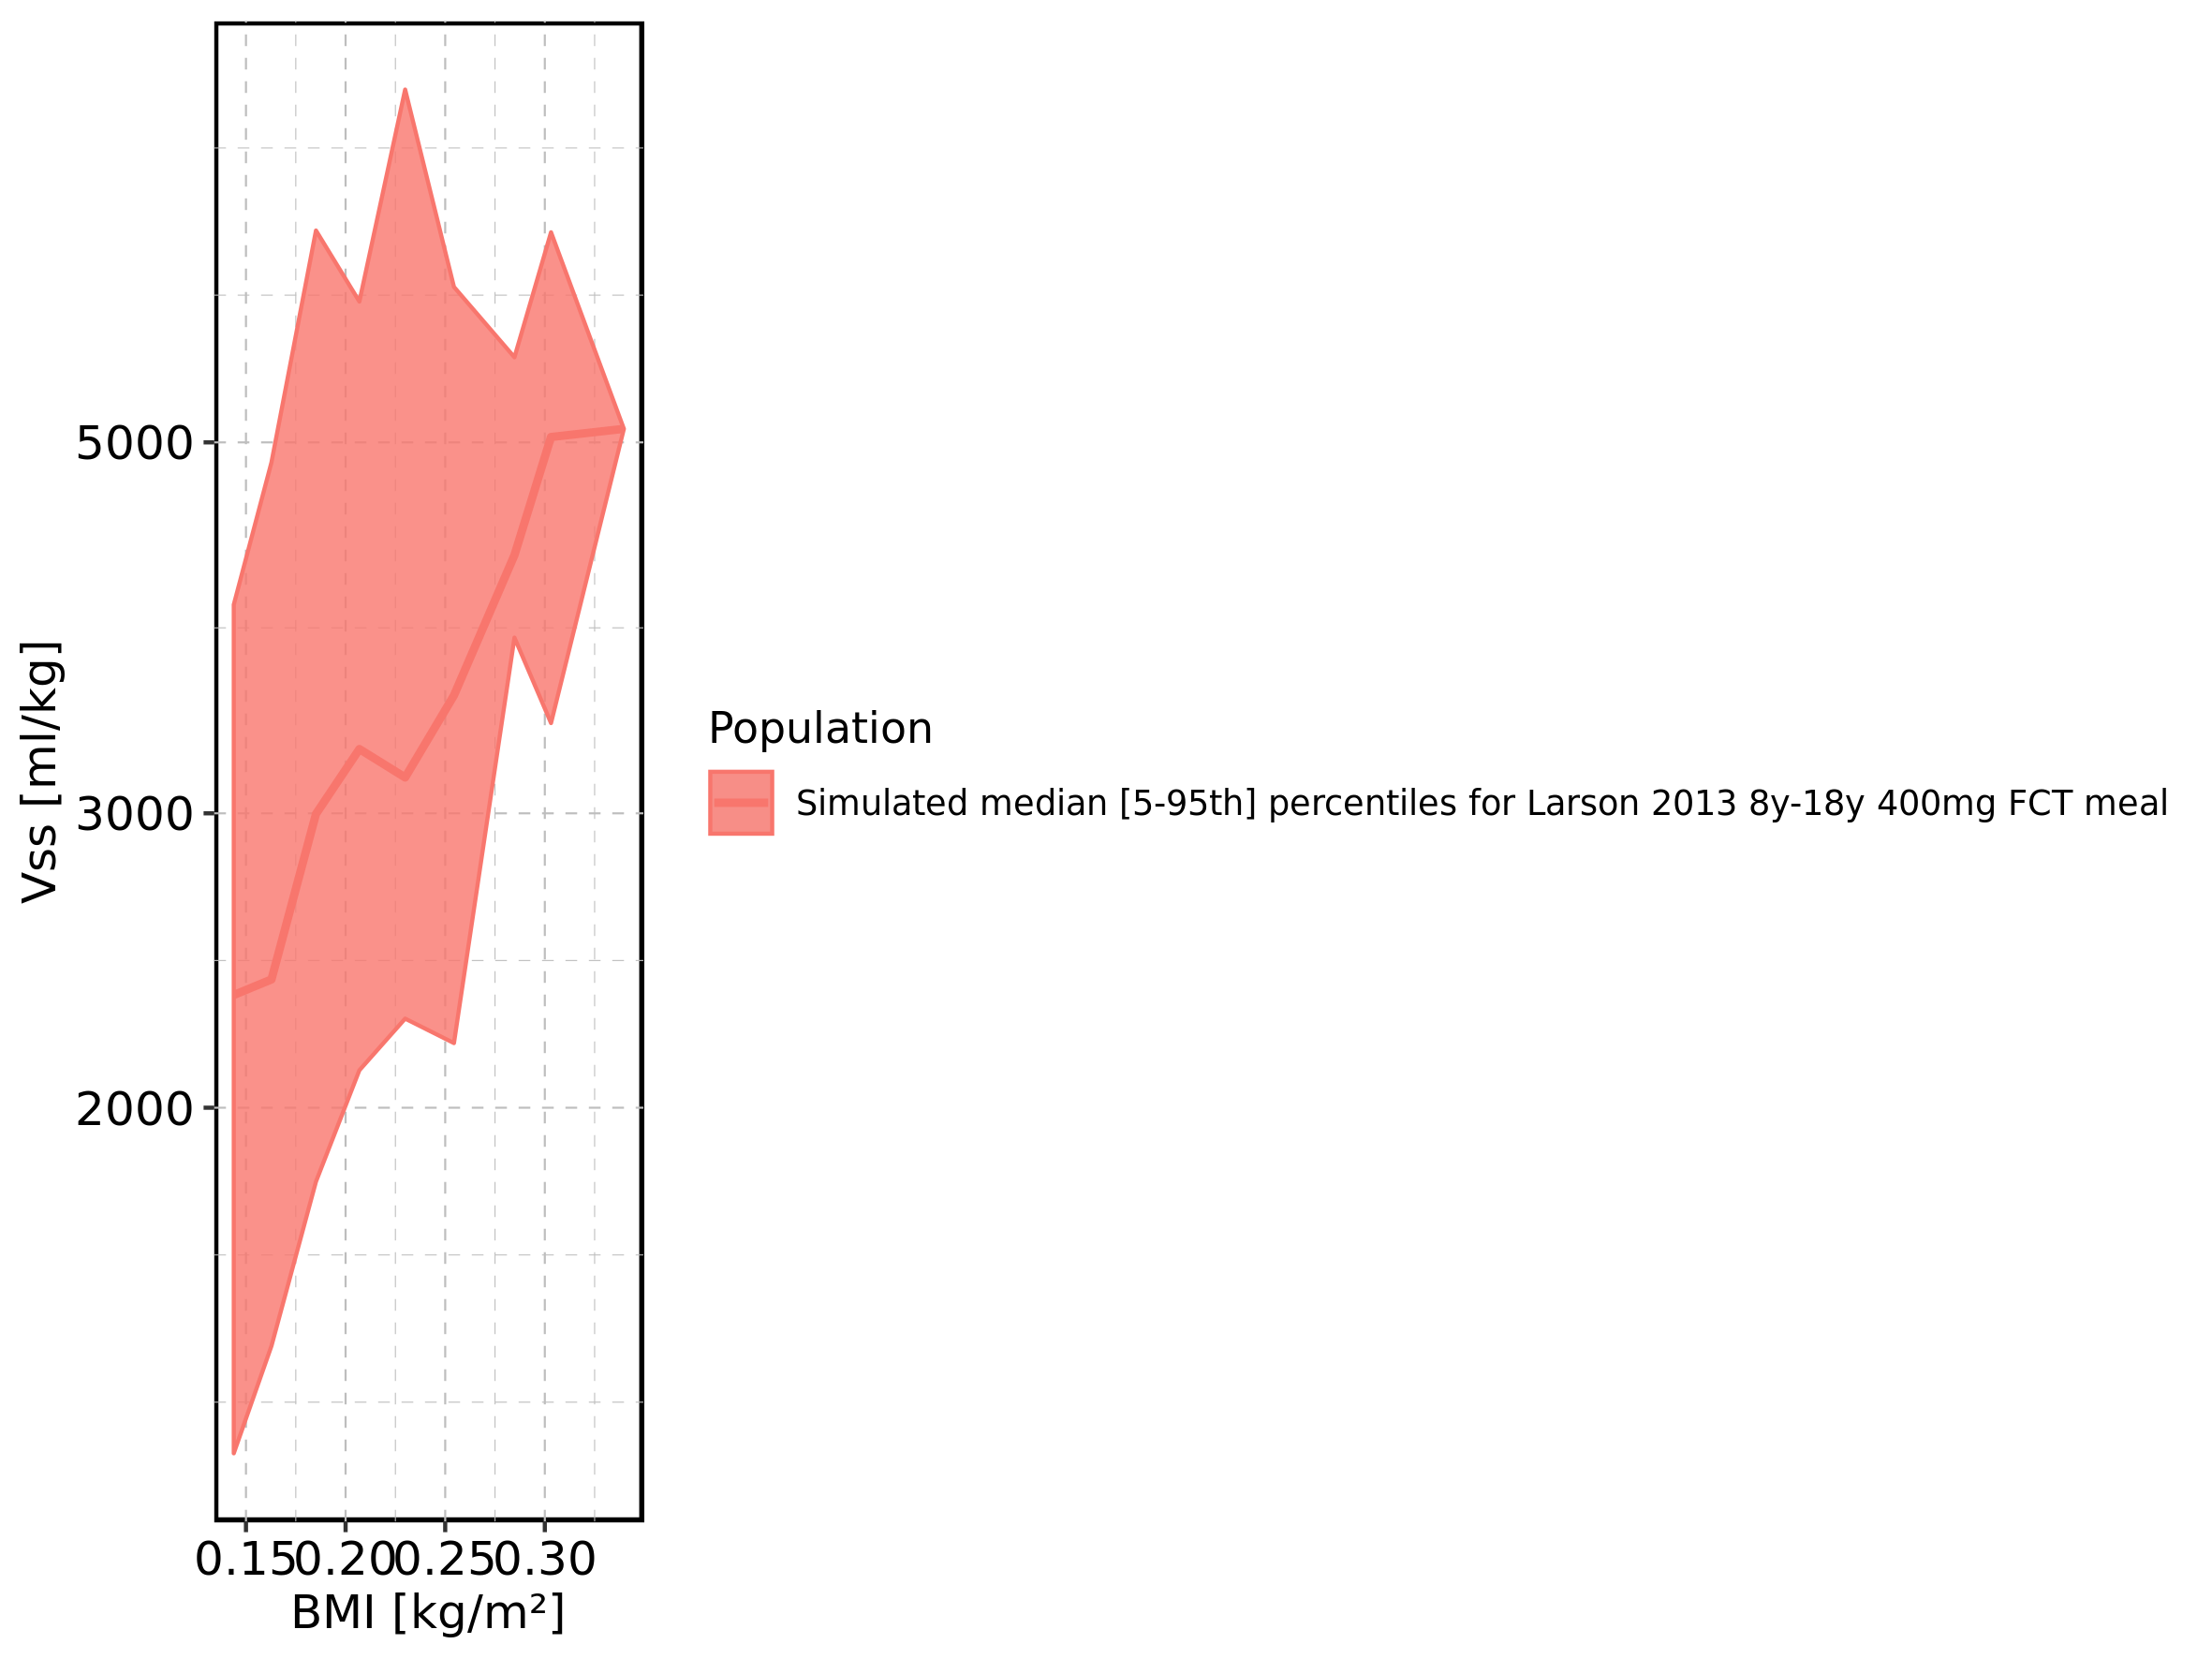 5000
3000
2000
Vss [ml/kg]
0.15 0.20 0.25 0.30
BMI [kg/m²]
Population
Simulated median [5-95th] percentiles for Larson 2013 8y-18y 400mg FCT meal